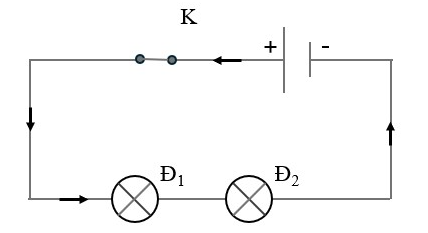 K
+ -
Đ1 Đ2